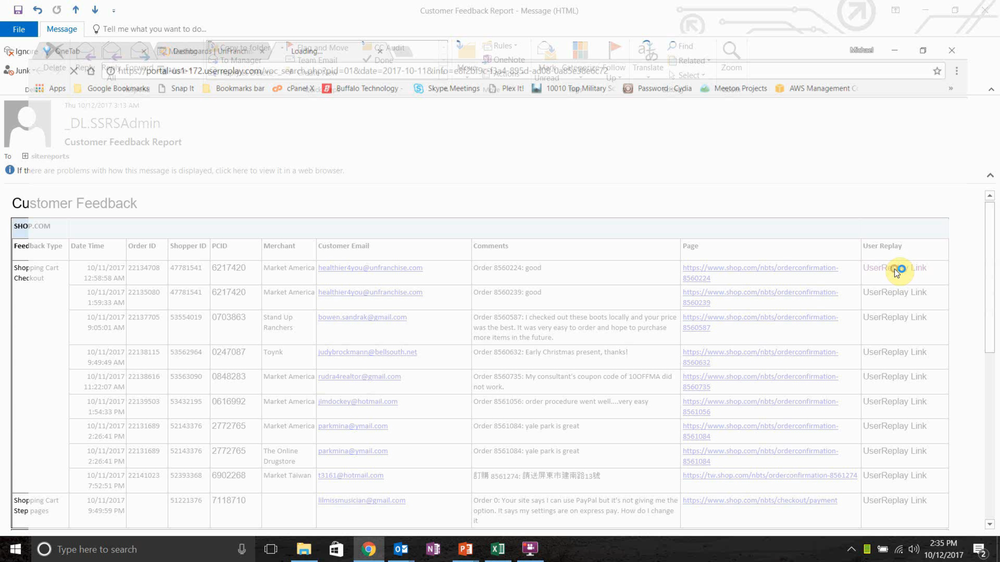 Customer Feedback Report - Message (HTML)
File
Message
Tell me what you want to do...
Ignore
OneTab
Dashboards | UnFranchi
Copy to folder
To Manager
Flag and Move
Team Email
Create New
Loading...
CC Audit
Done
Rules
OneNote
Actions
Find
Related
Select
Michael
Junk
Delete
Reply
Reply
All
Forward
Move
Mark
Unread
Categorize
Follow
Up
Translate
Zoom
https://portal-us1-172.userreplay.com/voc_search.php?pid=01&date=2017-10-11&info=e8f2bf9c-f3a4-895d-ad08-0a85e38e6c72
Apps
Google Bookmarks
Snap It
Bookmarks bar
cPanel X
Buffalo Technology -
Skype Meetings
Plex It!
10010 Top Military Sc
Password Cydia
Meeton Projects
AWS Management Co
Move
Thu 10/12/2017 3:13 AM
_DL.SSRSAdmin
Customer Feedback Report
To
sitereports
If there are problems with how this message is displayed, click here to view it in a web browser.
Customer Feedback
SHOP.COM
Feedback Type Date Time Order ID Shopper ID PCID Merchant Customer Email Comments Page User Replay
Shopping Cart 10/11/2017 22134708 47781541 6217420 Market America healthier4you@unfranchise.com Order 8560224: good https://www.shop.com/nbts/orderconfirmation- UserReplay Link
Checkout 12:58:58 AM 8560224
10/11/2017 22135080 47781541 6217420 Market America healthier4you@unfranchise.com Order 8560239: good https://www.shop.com/nbts/orderconfirmation- UserReplay Link
1:59:33 AM 8560239
10/11/2017 22137705 53554019 0703863 Stand Up bowen.sandrak@gmail.com Order 8560587: I checked out these boots locally and your price https://www.shop.com/nbts/orderconfirmation- UserReplay Link
9:05:01 AM Ranchers was the best. It was very easy to order and hope to purchase 8560587
more items in the future.
10/11/2017 22138115 53562964 0247087 Toynk judybrockmann@bellsouth.net Order 8560632: Early Christmas present, thanks! https://www.shop.com/nbts/orderconfirmation- UserReplay Link
9:49:49 AM 8560632
10/11/2017 22138616 53563090 0848283 Market America rudra4realtor@gmail.com Order 8560735: My consultant's coupon code of 10OFFMA did https://www.shop.com/nbts/orderconfirmation- UserReplay Link
11:22:07 AM not work. 8560735
10/11/2017 22139503 53432195 0616992 Market America jimdockey@hotmail.com Order 8561056: order procedure went well....very easy https://www.shop.com/nbts/orderconfirmation- UserReplay Link
1:54:33 PM 8561056
10/11/2017 22131689 52143376 2772765 Market America parkmina@ymail.com Order 8561084: yale park is great https://www.shop.com/nbts/orderconfirmation- UserReplay Link
2:26:41 PM 8561084
10/11/2017 22131689 52143376 2772765 The Online parkmina@ymail.com Order 8561084: yale park is great https://www.shop.com/nbts/orderconfirmation- UserReplay Link
2:26:41 PM Drugstore 8561084
10/11/2017 22141023 52393368 6902268 Market Taiwan t3161@hotmail.com 訂購 8561274: 請送屏東市建南路13號 https://tw.shop.com/nbts/orderconfirmation-8561274 UserReplay Link
7:52:51 PM
Shopping Cart 10/11/2017 51221376 7118710 lilmissmusician@gmail.com Order 0: Your site says I can use PayPal but it's not giving me the https://www.shop.com/nbts/checkout/payment UserReplay Link
Step pages 9:49:59 PM option. It says my settings are on express pay. How do I change
it
Type here to search
2:35 PM
10/12/2017
2